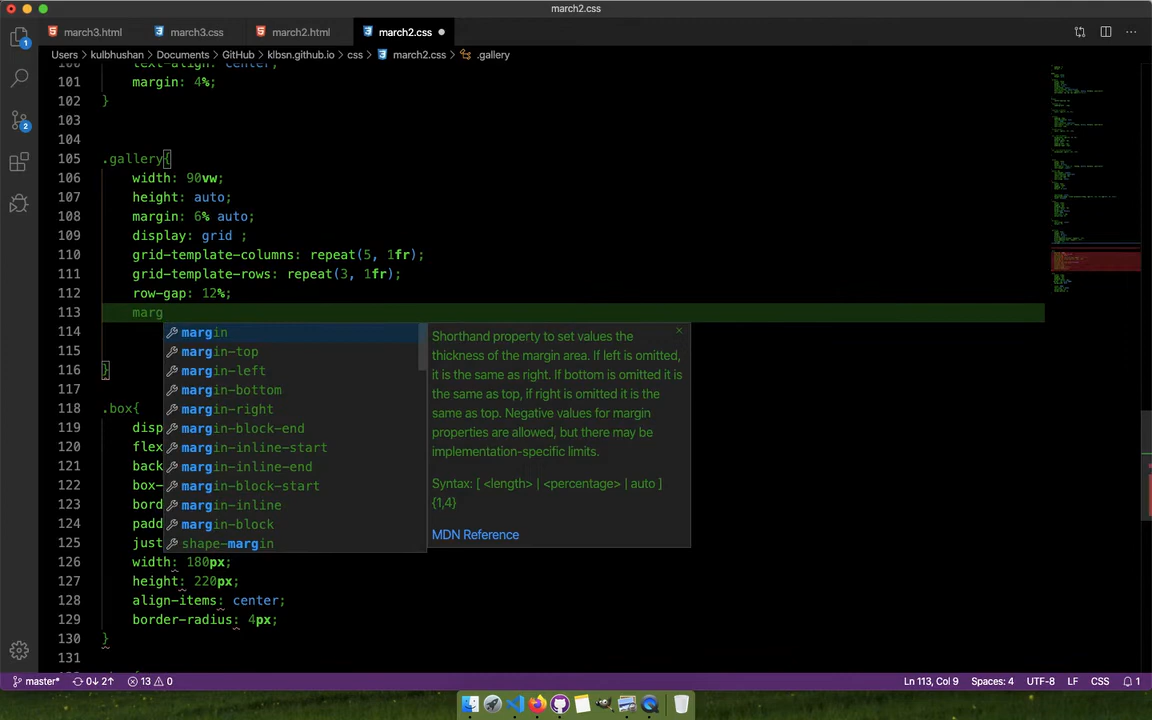 march2.css
march3.html march3.css march2.html march2.css
Users > kulbhushan > Documents > GitHub > klbsn.github.io > css > march2.css > .gallery
100 text-align: center;
101 margin: 4%;
102 }
103
104
105 .gallery{
106 width: 90vw;
107 height: auto;
108 margin: 6% auto;
109 display: grid ;
110 grid-template-columns: repeat(5, 1fr);
111 grid-template-rows: repeat(3, 1fr);
112 row-gap: 12%;
113 marg
114 margin
115 margin-top
116 } margin-left
117 margin-bottom
118 .box{ margin-right
119 disp margin-block-end
120 flex margin-inline-start
121 back margin-inline-end
122 box- margin-block-start
123 bord margin-inline
124 padd margin-block
125 just shape-margin
Shorthand property to set values the
thickness of the margin area. If left is omitted,
it is the same as right. If bottom is omitted it is
the same as top, if right is omitted it is the
same as top. Negative values for margin
properties are allowed, but there may be
implementation-specific limits.
Syntax: [ <length> | <percentage> | auto ]
{1,4}
MDN Reference
126 width: 180px;
127 height: 220px;
128 align-items: center;
129 border-radius: 4px;
130 }
131
master* 0↓ 2↑ 13 0 Ln 113, Col 9 Spaces: 4 UTF-8 LF CSS 1